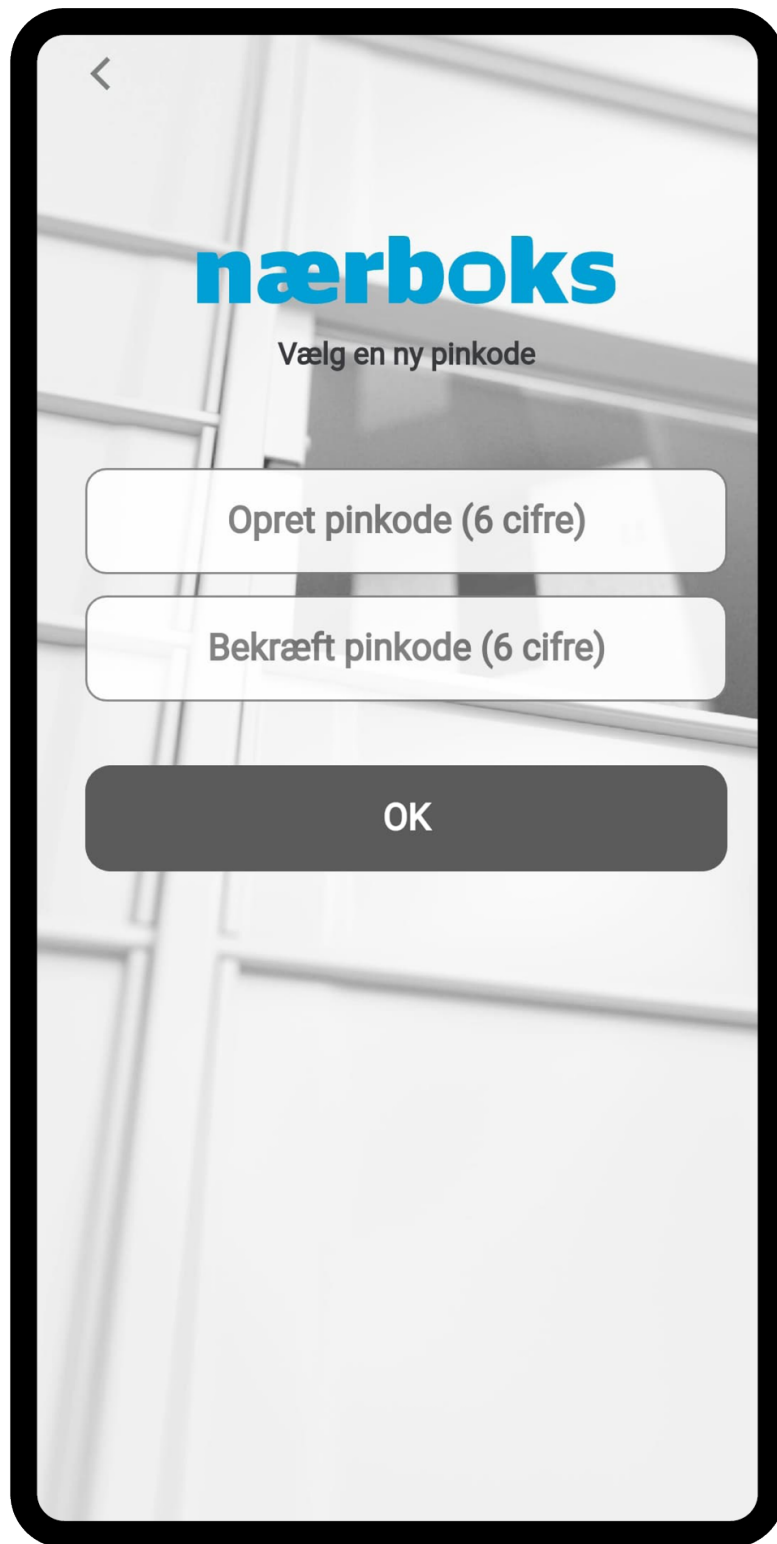 nærboks
Vælg en ny pinkode
Opret pinkode (6 cifre)
Bekræft pinkode (6 cifre)
OK